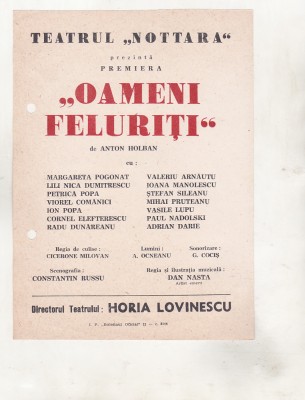 TEATRUL „NOTTARA“
prezintă
PREMIERA
„OAMENI
FELURIȚI“
de ANTON HOLBAN
cu :
MARGARETA POGONAT
LILI NICA DUMITRESCU
PETRICĂ POPA
VIOREL COMĂNICI
ION POPA
CORNEL ELEFTERESCU
RADU DUNĂREANU
VALERIU ARNĂUȚU
IOANA MANOLESCU
ȘTEFAN SILEANU
MIHAI PRUTEANU
VASILE LUPU
PAUL NADOLSKI
ADRIAN DARIE
Regia de culise :
CICERONE MILOVAN
Lumini :
A. OCNEANU
Sonorizare :
G. COCIȘ
Scenografia :
CONSTANTIN RUSSU
Regia și Ilustrația muzicală :
DAN NASTA
Directorul Teatrului : HORIA LOVINESCU